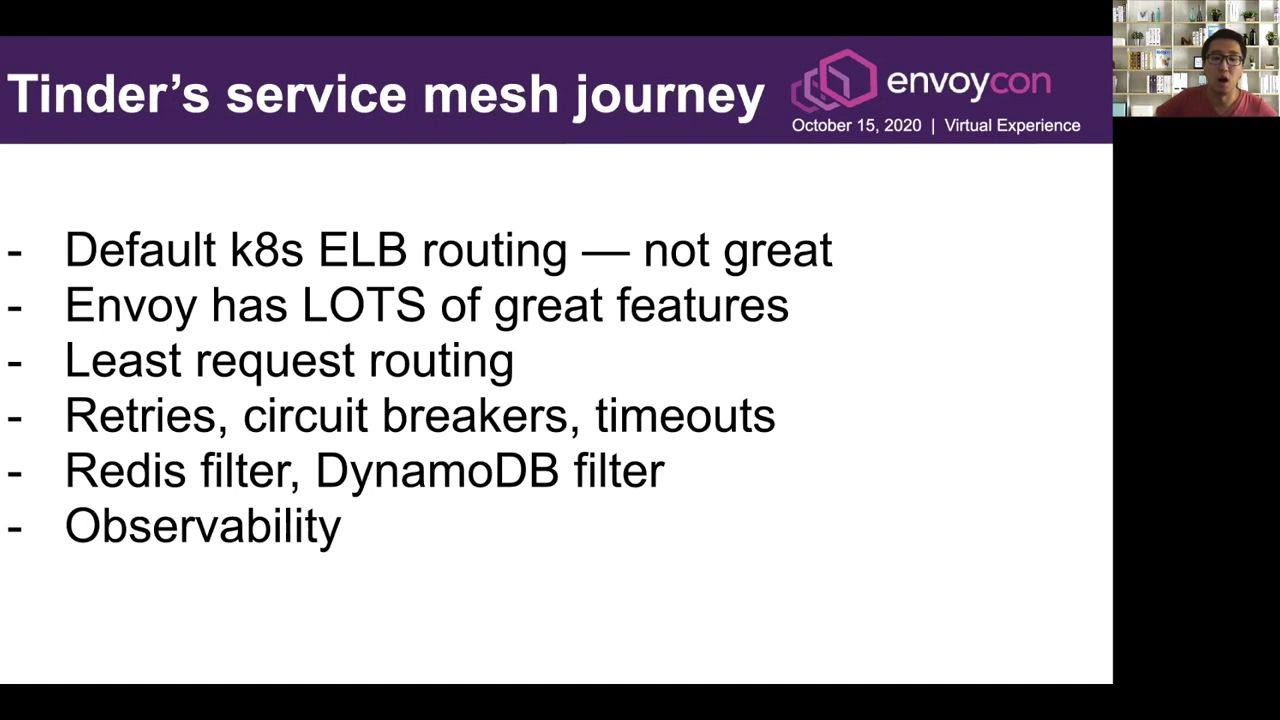 Tinder's service mesh journey
envoycon
October 15, 2020 | Virtual Experience
- Default k8s ELB routing — not great
- Envoy has LOTS of great features
- Least request routing
- Retries, circuit breakers, timeouts
- Redis filter, DynamoDB filter
- Observability